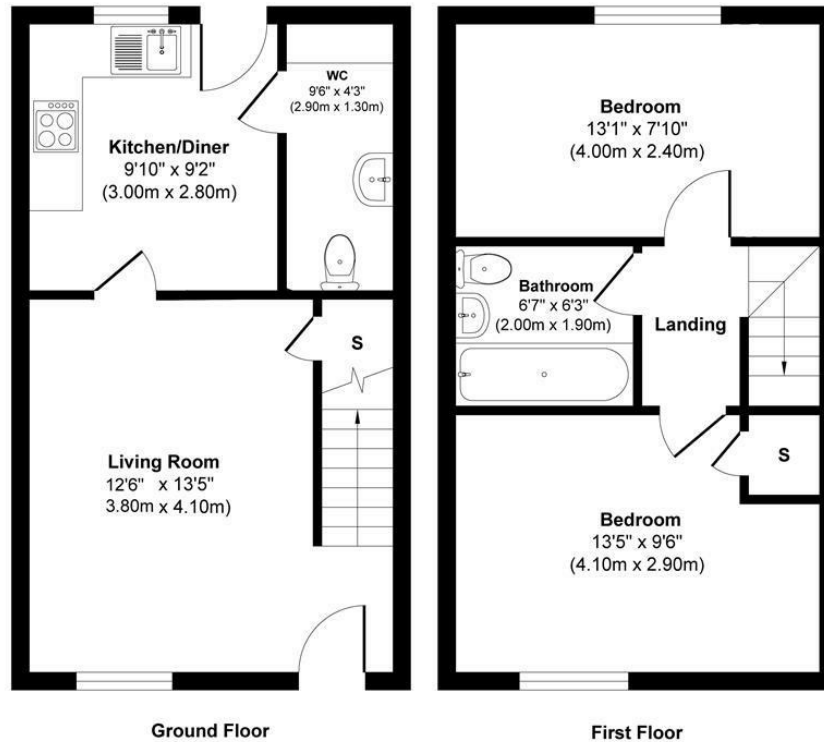 WC
9'6" x 4'3"
(2.90m x 1.30m)
Kitchen/Diner
9'10" x 9'2"
(3.00m x 2.80m)
S
Living Room
12'6" x 13'5"
3.80m x 4.10m)
Ground Floor
Bedroom
13'1" x 7'10"
(4.00m x 2.40m)
Bathroom
6'7" x 6'3"
(2.00m x 1.90m)
Landing
S
Bedroom
13'5" x 9'6"
(4.10m x 2.90m)
First Floor